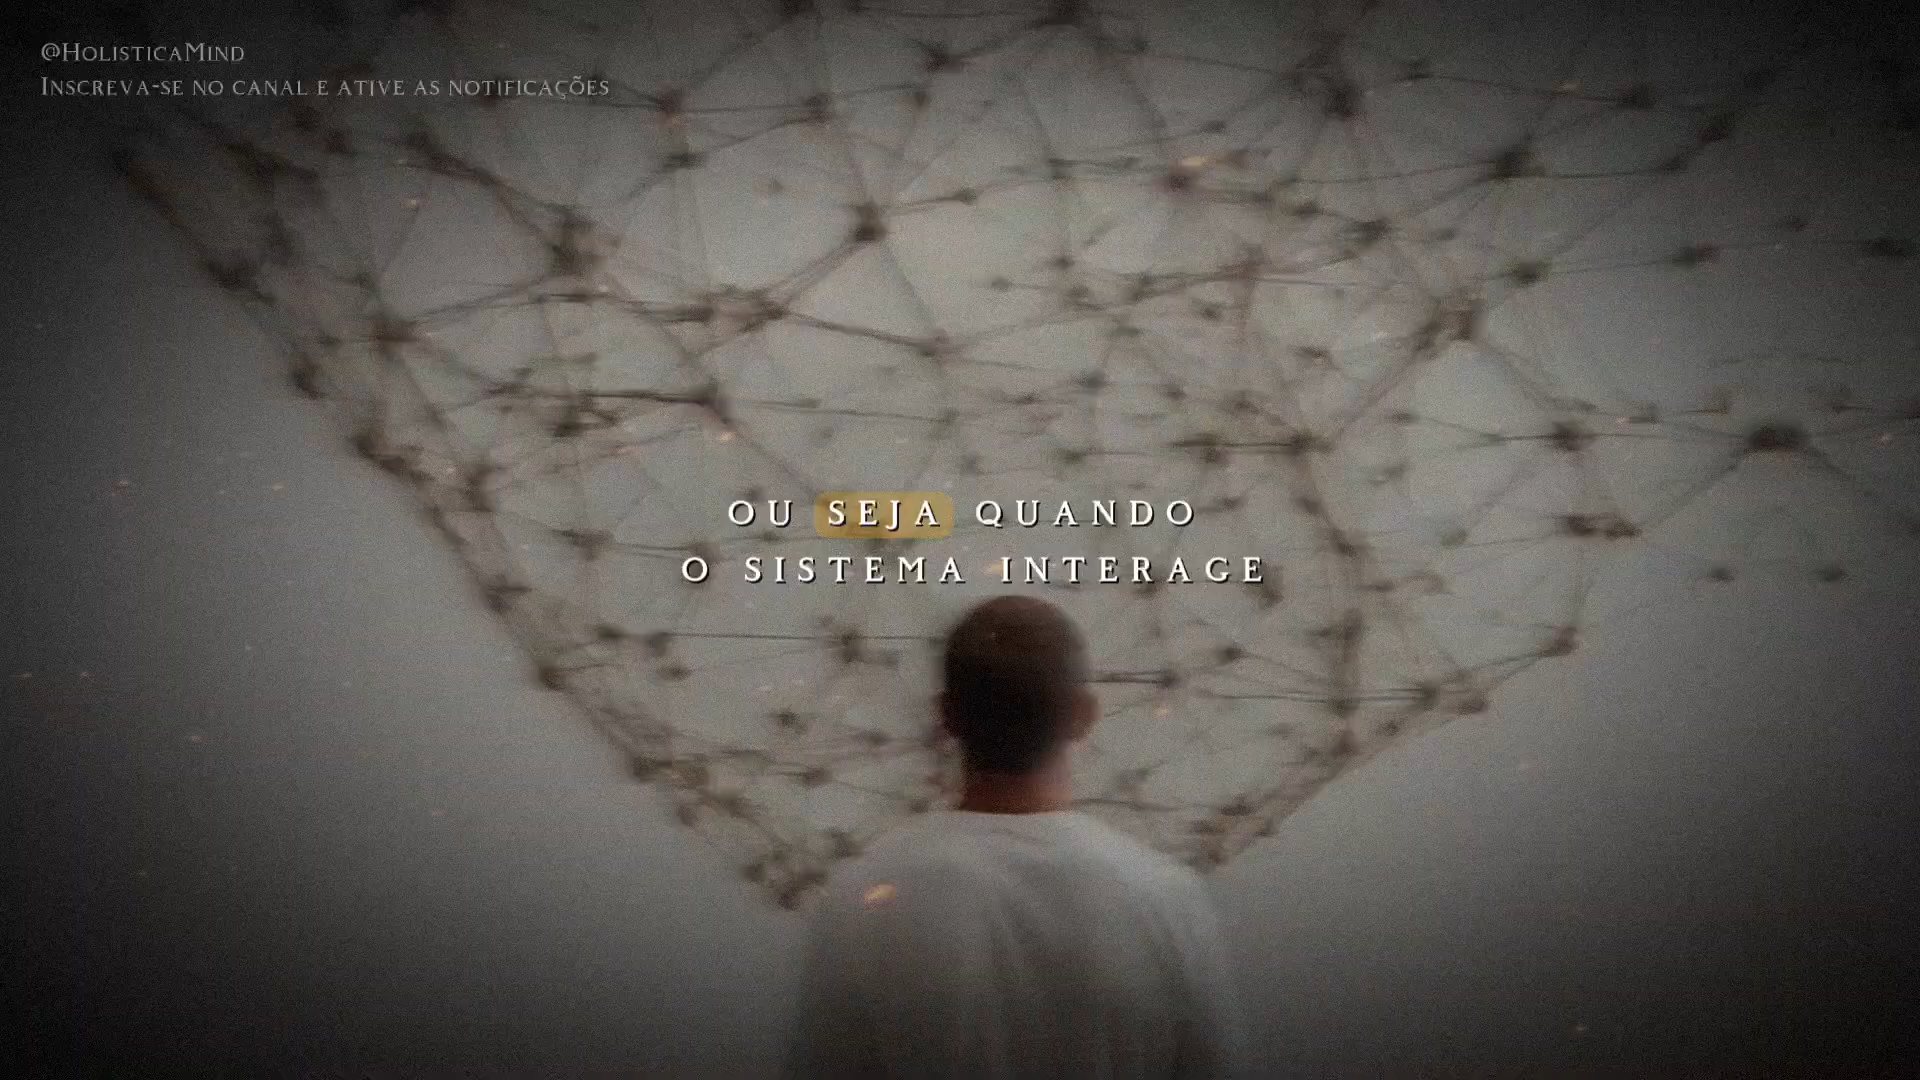 @HolisticaMind
Inscreva-se no canal e ative as notificações
OU SEJA QUANDO
O SISTEMA INTERAGE